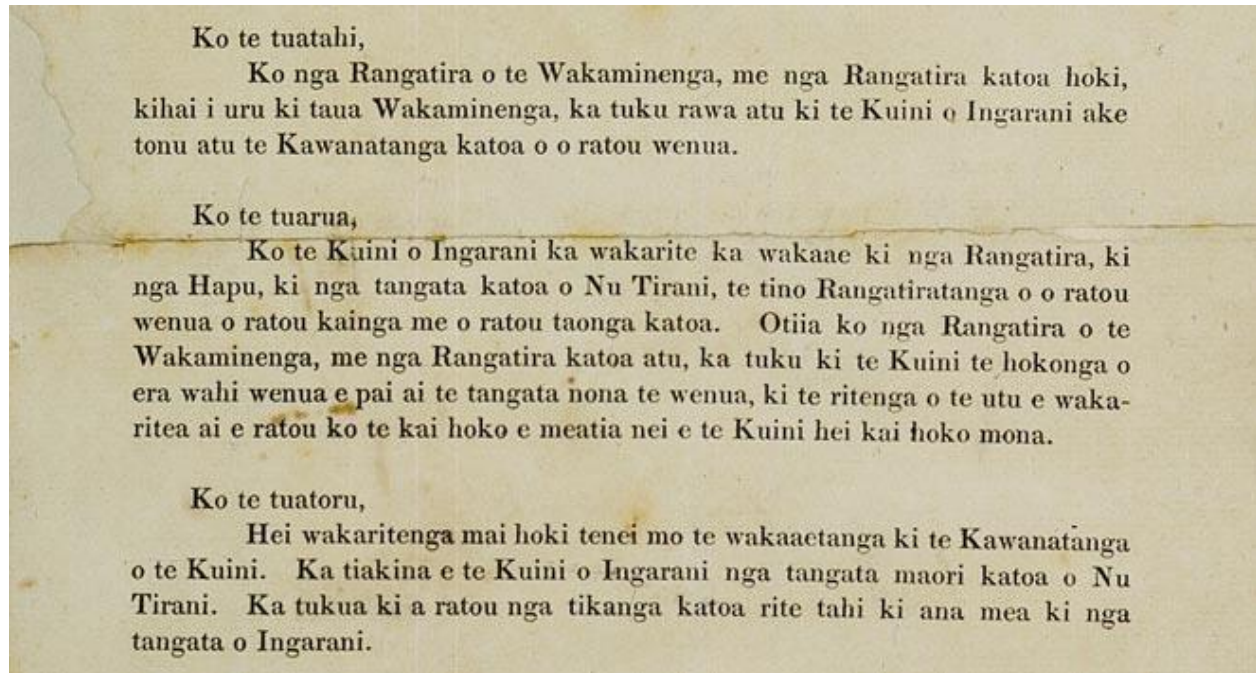 Ko te tuatahi,
Ko nga Rangatira o te Wakaminenga, me nga Rangatira katoa hoki,
kihai i uru ki taua Wakaminenga, ka tuku rawa atu ki te Kuini o Ingarani ake
tonu atu te Kawanatanga katoa o o ratou wenua.
Ko te tuarua,
Ko te Kuini o Ingarani ka wakarite ka wakaae ki nga Rangatira, ki
nga Hapu, ki nga tangata katoa o Nu Tirani, te tino Rangatiratanga o o ratou
wenua o ratou kainga me o ratou taonga katoa. Otiia ko nga Rangatira o te
Wakaminenga, me nga Rangatira katoa atu, ka tuku ki te Kuini te hokonga o
era wahi wenua e pai ai te tangata nona te wenua, ki te ritenga o te utu e waka-
ritea ai e ratou ko te kai hoko e meatia nei e te Kuini hei kai hoko mona.
Ko te tuatoru,
Hei wakaritenga mai hoki tenei mo te wakaaetanga ki te Kawanatanga
o te Kuini. Ka tiakina e te Kuini o Ingarani nga tangata maori katoa o Nu
Tirani. Ka tukua ki a ratou nga tikanga katoa rite tahi ki ana mea ki nga
tangata o Ingarani.